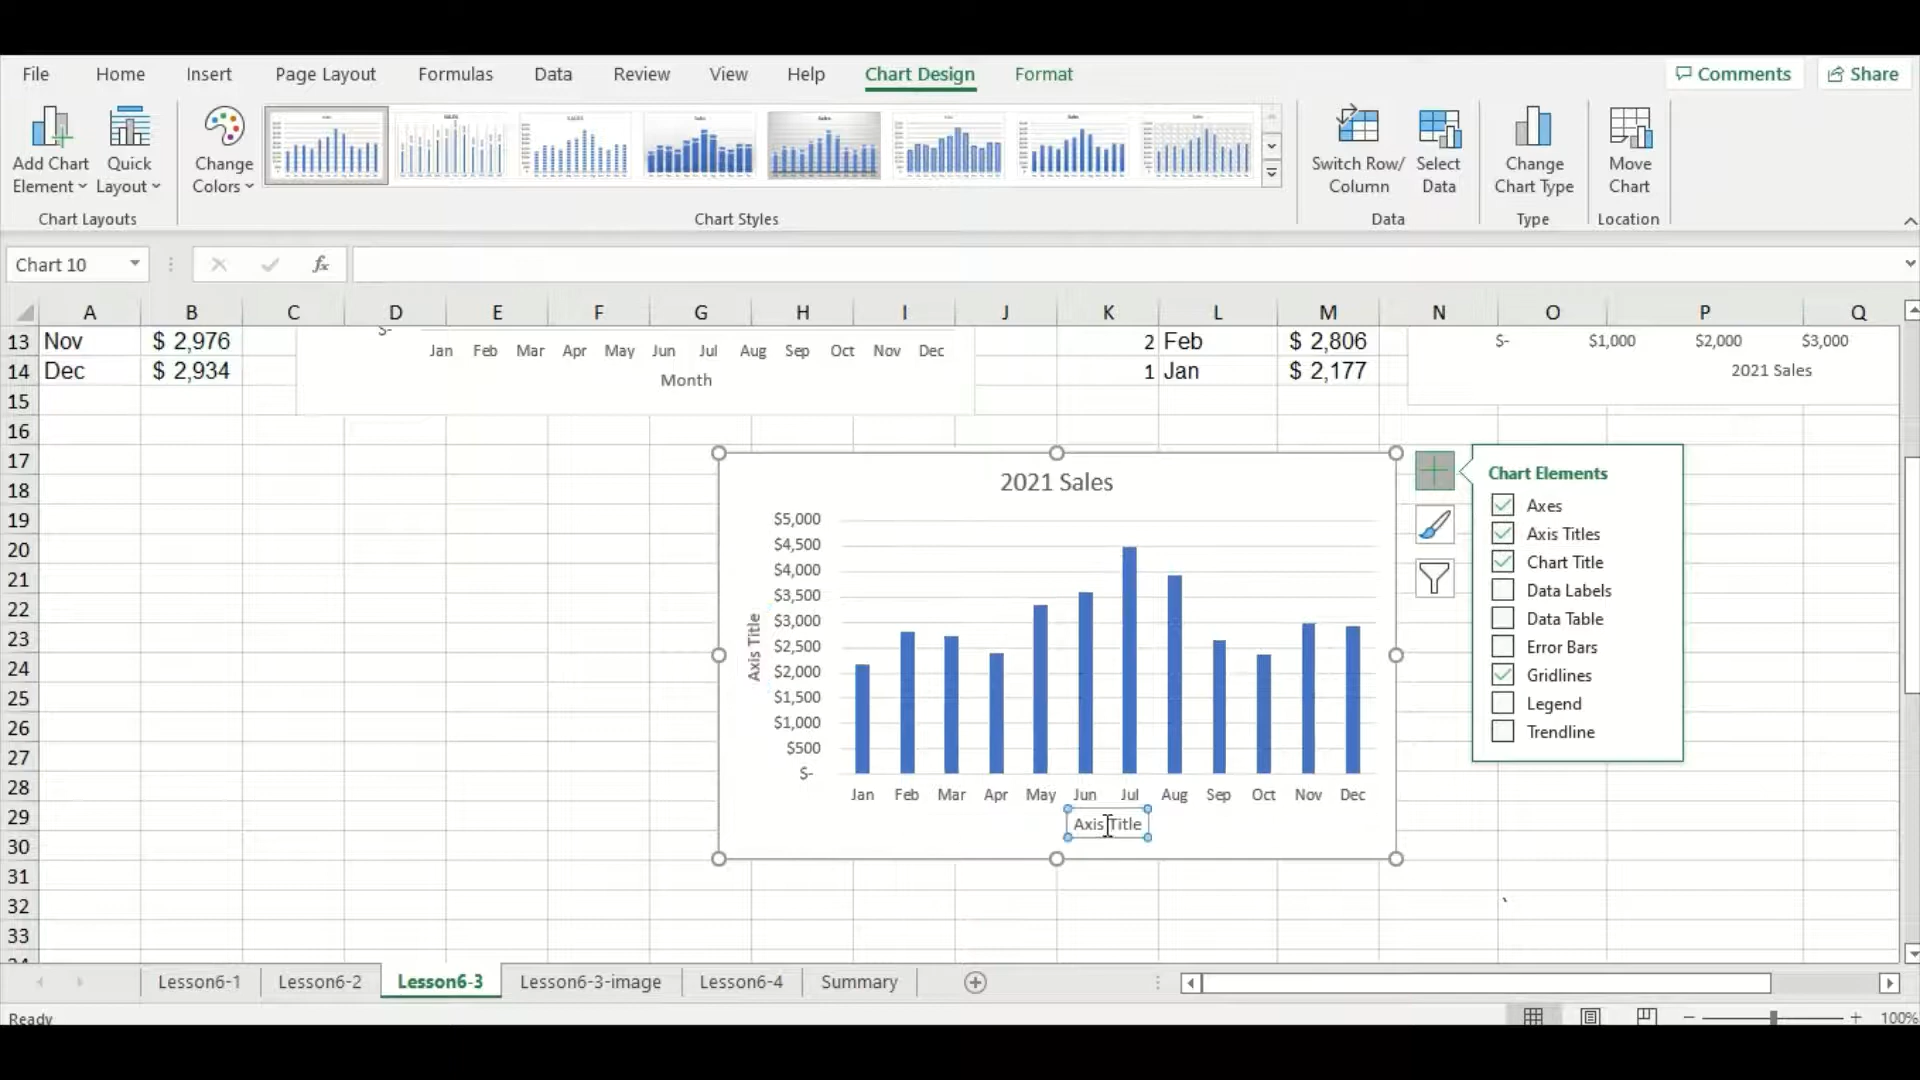 File Home Insert Page Layout Formulas Data Review View Help Chart Design Format Comments Share
Add Chart Element
Quick Layout
Change Colors
Switch Row/ Column
Select Data
Change Chart Type
Move Chart
Chart Layouts Chart Styles Data Type Location
Chart 10 fx
A B C D E F G H I J K L M N O P Q
13 Nov $ 2,976 $- Jan Feb Mar Apr May Jun Jul Aug Sep Oct Nov Dec 2 Feb $ 2,806 $- $1,000 $2,000 $3,000
14 Dec $ 2,934 Month 1 Jan $ 2,177 2021 Sales
15
16
17
18
19
20
21
22
23
24
25
26
27
28
29
30
31
32
33
2021 Sales
Axis Title
$5,000
$4,500
$4,000
$3,500
$3,000
$2,500
$2,000
$1,500
$1,000
$500
$-
Jan Feb Mar Apr May Jun Jul Aug Sep Oct Nov Dec
Axis Title
Chart Elements
Axes
Axis Titles
Chart Title
Data Labels
Data Table
Error Bars
Gridlines
Legend
Trendline
Lesson6-1 Lesson6-2 Lesson6-3 Lesson6-3-image Lesson6-4 Summary
Ready 100%